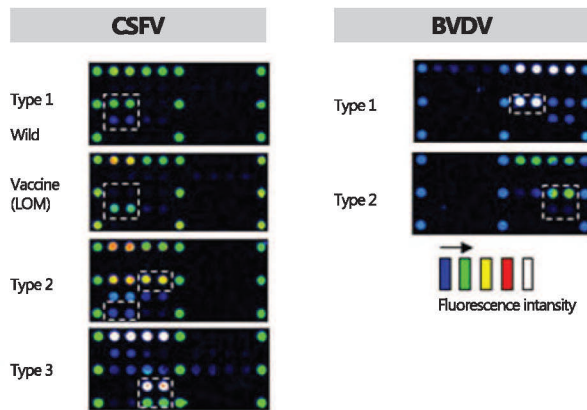 CSFV
BVDV
Type 1
Wild
Vaccine
(LOM)
Type 2
Type 3
Type 1
Type 2
Fluorescence intansity